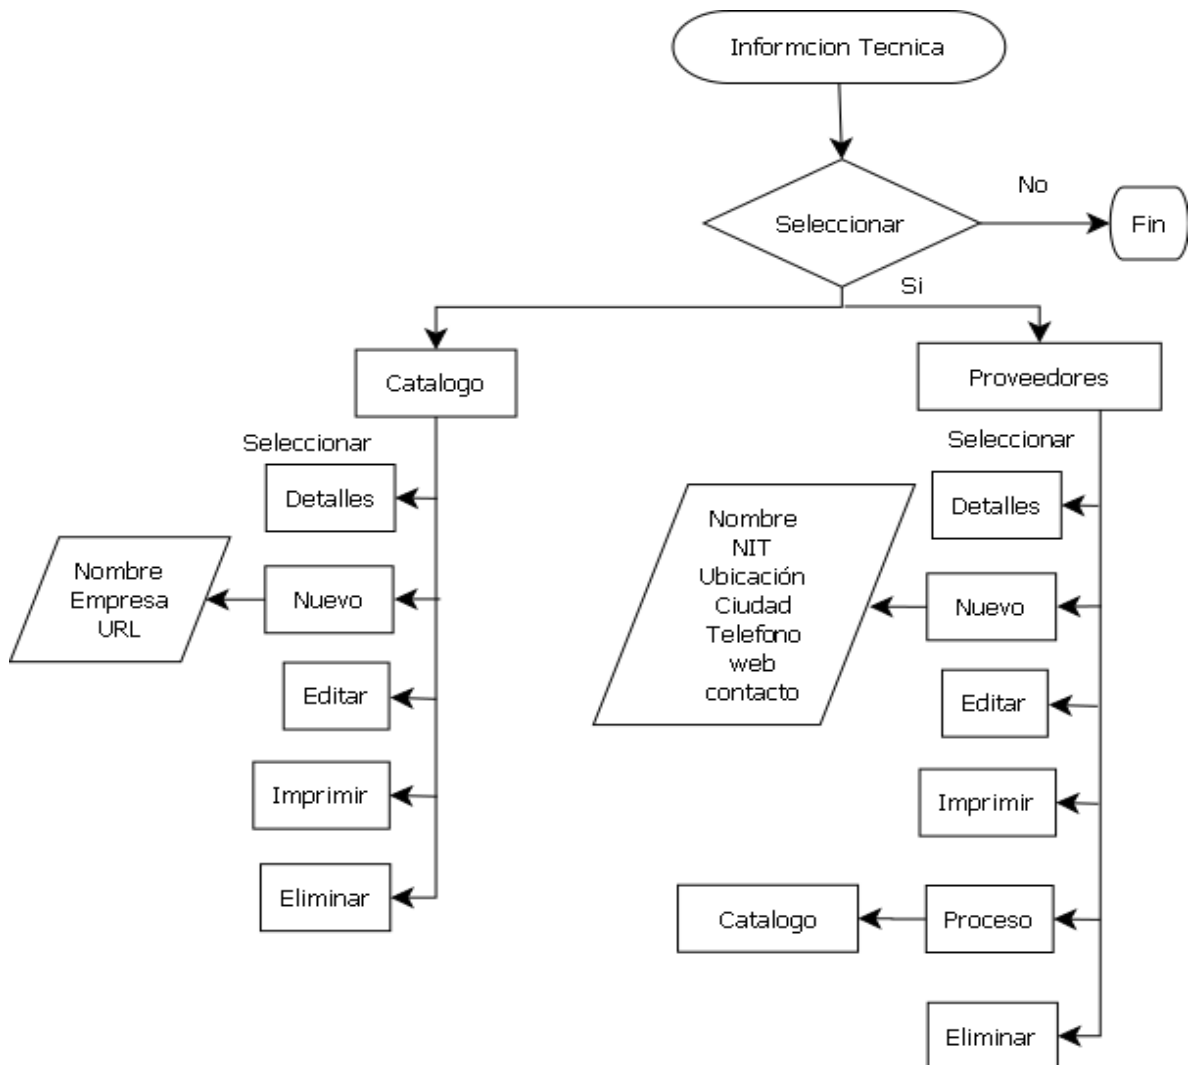 Informcion Tecnica
No
Seleccionar
Fin
Si
Catalogo
Proveedores
Seleccionar
Detalles
Nombre
Empresa
URL
Nuevo
Editar
Imprimir
Eliminar
Seleccionar
Detalles
Nombre
NIT
Ubicación
Ciudad
Telefono
web
contacto
Nuevo
Editar
Imprimir
Catalogo
Proceso
Eliminar